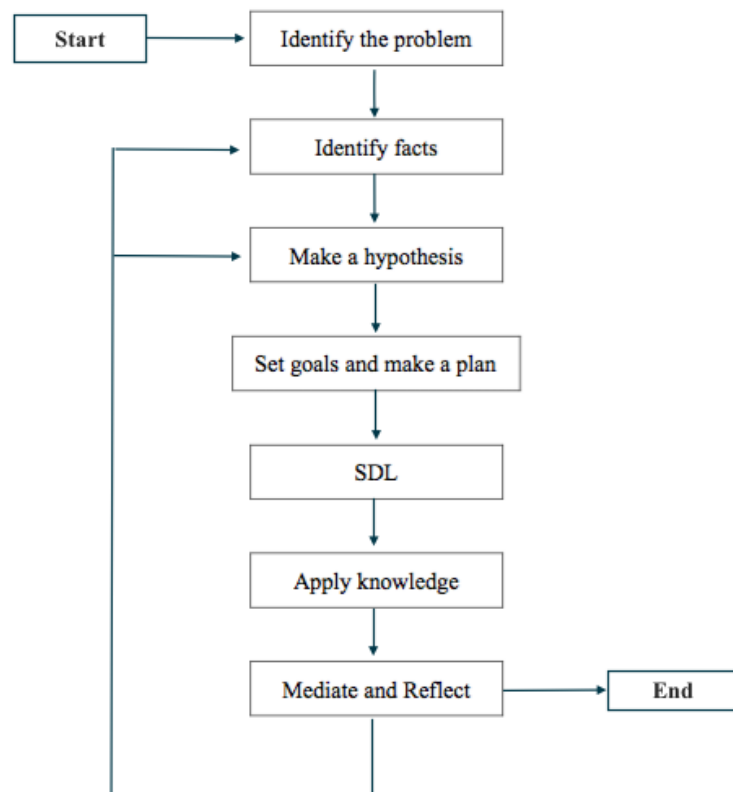 Start
Identify the problem
Identify facts
Make a hypothesis
Set goals and make a plan
SDL
Apply knowledge
Mediate and Reflect
End